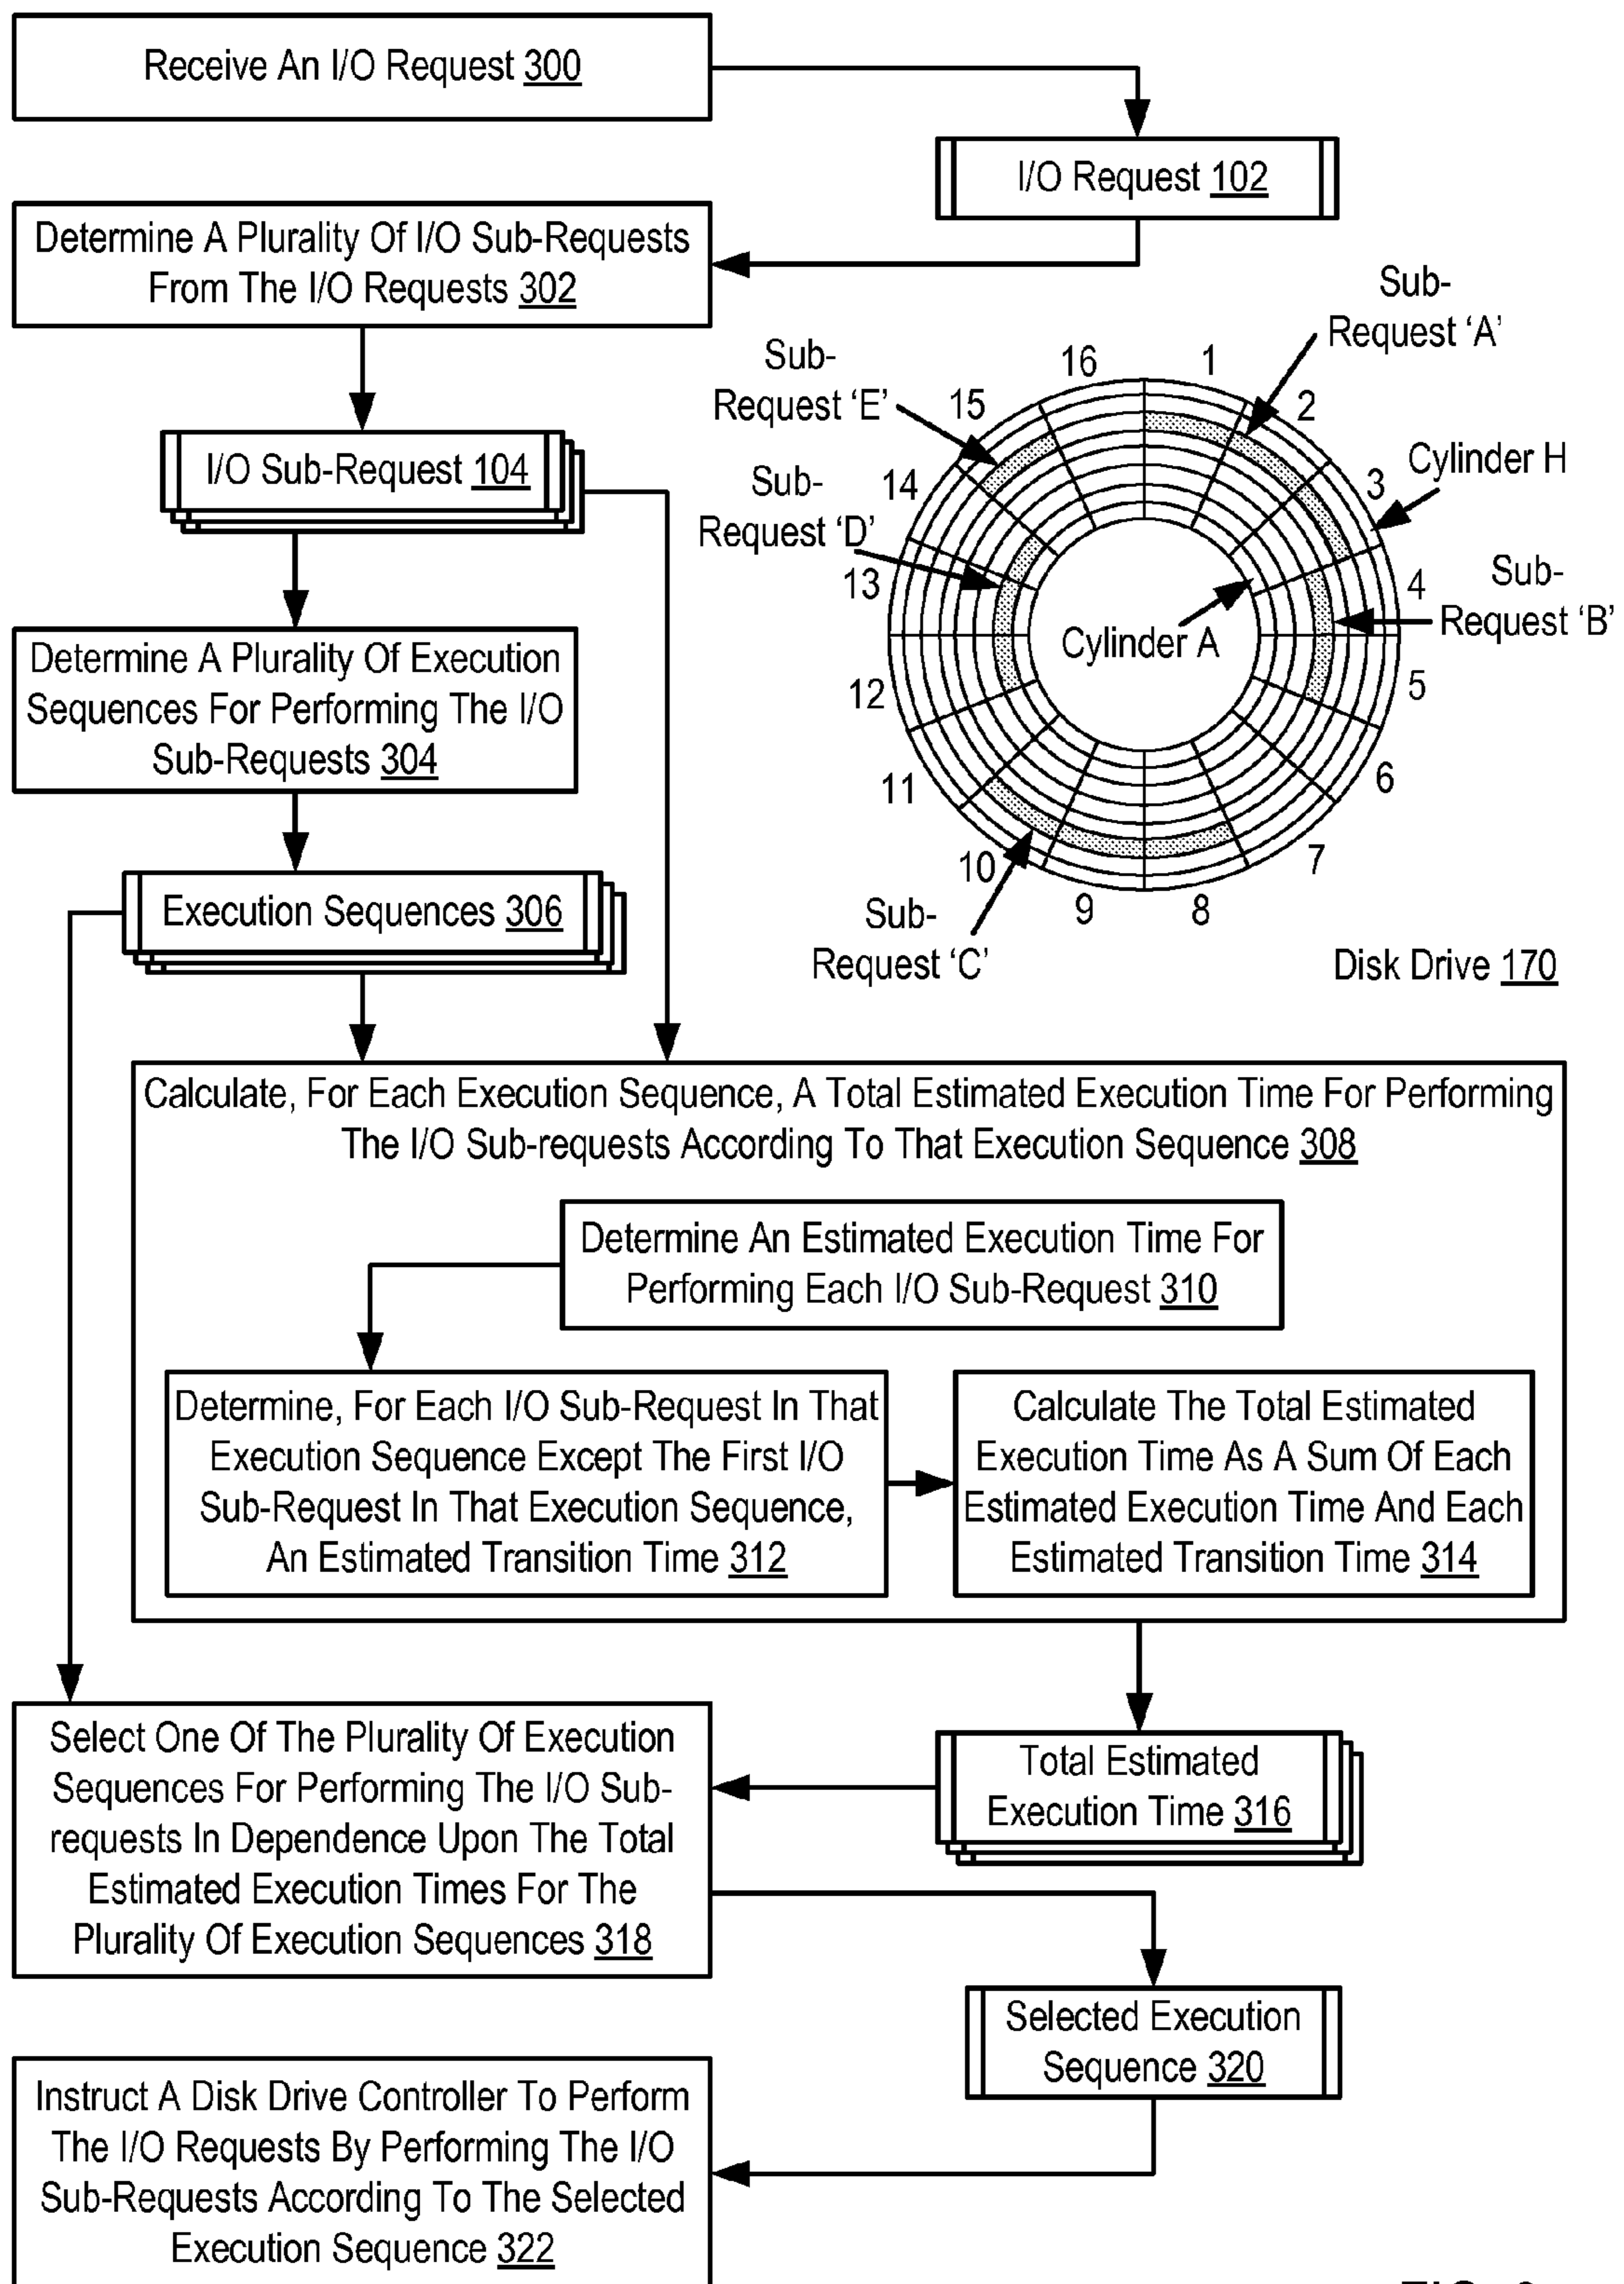 Receive An I/O Request 300
I/O Request 102
Determine A Plurality Of I/O Sub-Requests
From The I/O Requests 302
I/O Sub-Request 104
Determine A Plurality Of Execution
Sequences For Performing The I/O
Sub-Requests 304
Execution Sequences 306
Sub-
Request ‘A’
Sub-
Request ‘E’
Sub-
Request ‘D’
Cylinder H
Sub-
Request ‘B’
Cylinder A
Sub-
Request ‘C’
1
2
3
4
5
6
7
8
9
10
11
12
13
14
15
16
Disk Drive 170
Calculate, For Each Execution Sequence, A Total Estimated Execution Time For Performing
The I/O Sub-requests According To That Execution Sequence 308
Determine An Estimated Execution Time For
Performing Each I/O Sub-Request 310
Determine, For Each I/O Sub-Request In That
Execution Sequence Except The First I/O
Sub-Request In That Execution Sequence,
An Estimated Transition Time 312
Calculate The Total Estimated
Execution Time As A Sum Of Each
Estimated Execution Time And Each
Estimated Transition Time 314
Select One Of The Plurality Of Execution
Sequences For Performing The I/O Sub-
requests In Dependence Upon The Total
Estimated Execution Times For The
Plurality Of Execution Sequences 318
Total Estimated
Execution Time 316
Selected Execution
Sequence 320
Instruct A Disk Drive Controller To Perform
The I/O Requests By Performing The I/O
Sub-Requests According To The Selected
Execution Sequence 322